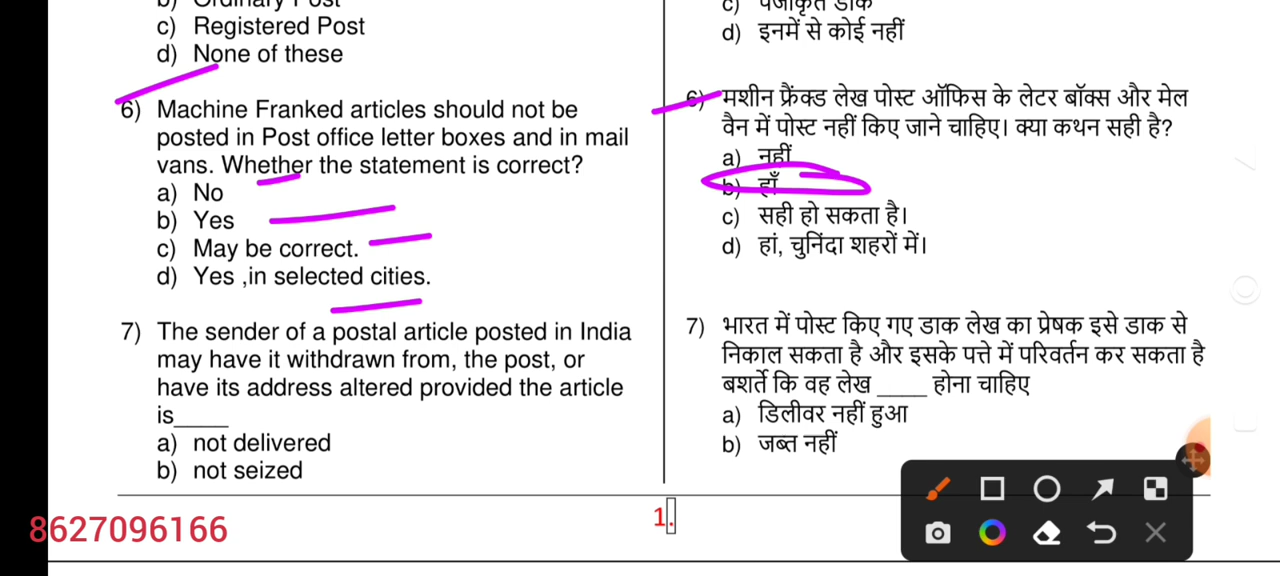 b) Ordinary Post
c) Registered Post
d) None of these
6) Machine Franked articles should not be
posted in Post office letter boxes and in mail
vans. Whether the statement is correct?
a) No
b) Yes
c) May be correct.
d) Yes ,in selected cities.
7) The sender of a postal article posted in India
may have it withdrawn from, the post, or
have its address altered provided the article
is____
a) not delivered
b) not seized
c) पंजीकृत डाक
d) इनमें से कोई नहीं
6) मशीन फ्रैंक्ड लेख पोस्ट ऑफिस के लेटर बॉक्स और मेल
वैन में पोस्ट नहीं किए जाने चाहिए। क्या कथन सही है?
a) नहीं
b) हाँ
c) सही हो सकता है।
d) हां, चुनिंदा शहरों में।
7) भारत में पोस्ट किए गए डाक लेख का प्रेषक इसे डाक से
निकाल सकता है और इसके पत्ते में परिवर्तन कर सकता है
बशर्ते कि वह लेख ____ होना चाहिए
a) डिलीवर नहीं हुआ
b) जब्त नहीं
8627096166
1.